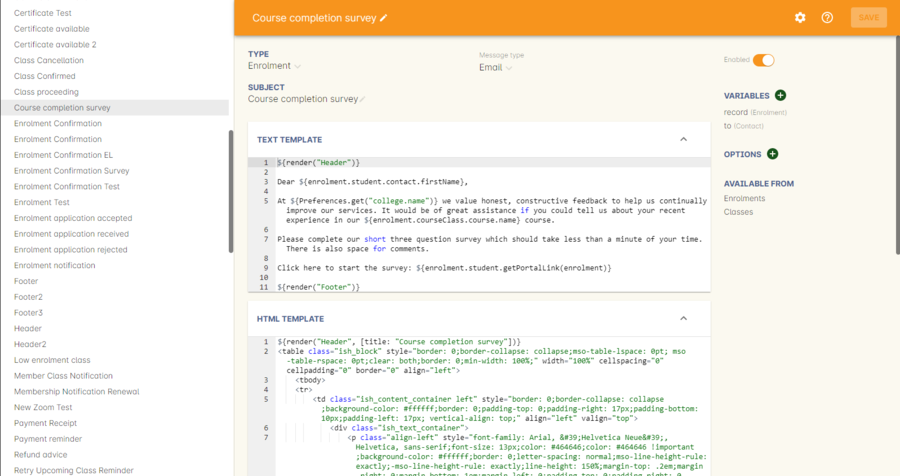 Certificate Test
Certificate available
Certificate available 2
Class Cancellation
Class Confirmed
Class proceeding
Course completion survey
Enrolment Confirmation
Enrolment Confirmation
Enrolment Confirmation EL
Enrolment Confirmation Survey
Enrolment Confirmation Test
Enrolment Test
Enrolment application accepted
Enrolment application received
Enrolment application rejected
Enrolment notification
Footer
Footer2
Footer3
Header
Header2
Low enrolment class
Member Class Notification
Membership Notification Renewal
New Zoom Test
Payment Receipt
Payment reminder
Refund advice
Retry Upcoming Class Reminder
Course completion survey
SAVE
TYPE
Enrolment
Message type
Email
SUBJECT
Course completion survey
TEXT TEMPLATE
1 ${render("Header")}
2
3 Dear ${enrolment.student.contact.firstName},
4
5 At ${Preferences.get("college.name")} we value honest, constructive feedback to help us continually
improve our services. It would be of great assistance if you could tell us about your recent
experience in our ${enrolment.courseClass.course.name} course.
6
7 Please complete our short three question survey which should take less than a minute of your time.
There is also space for comments.
8
9 Click here to start the survey: ${enrolment.student.getPortalLink(enrolment)}
10
11 ${render("Footer")}
HTML TEMPLATE
1 ${render("Header", [title: "Course completion survey"])}
2 <table class="ish_block" style="border: 0;border-collapse: collapse;mso-table-lspace: 0pt; mso
-table-rspace: 0pt;clear: both;border: 0;min-width: 100%;" width="100%" cellspacing="0"
cellpadding="0" border="0" align="left">
3 <tbody>
4 <tr>
5 <td class="ish_content_container left" style="border: 0;border-collapse: collapse
;background-color: #ffffff;border: 0;padding-top: 0;padding-right: 17px;padding-bottom:
10px;padding-left: 17px; vertical-align: top;" align="left" valign="top">
6 <div class="ish_text_container">
7 <p class="align-left" style="font-family: Arial, &#39;Helvetica Neue&#39;,
Helvetica, sans-serif;font-size: 13px;color: #464646;color: #464646 !important
;background-color: #ffffff;border: 0;letter-spacing: normal;mso-line-height-rule:
exactly;-mso-line-height-rule: exactly;line-height: 150%;margin-top: .2em;margin
Enabled
VARIABLES
record (Enrolment)
to (Contact)
OPTIONS
AVAILABLE FROM
Enrolments
Classes